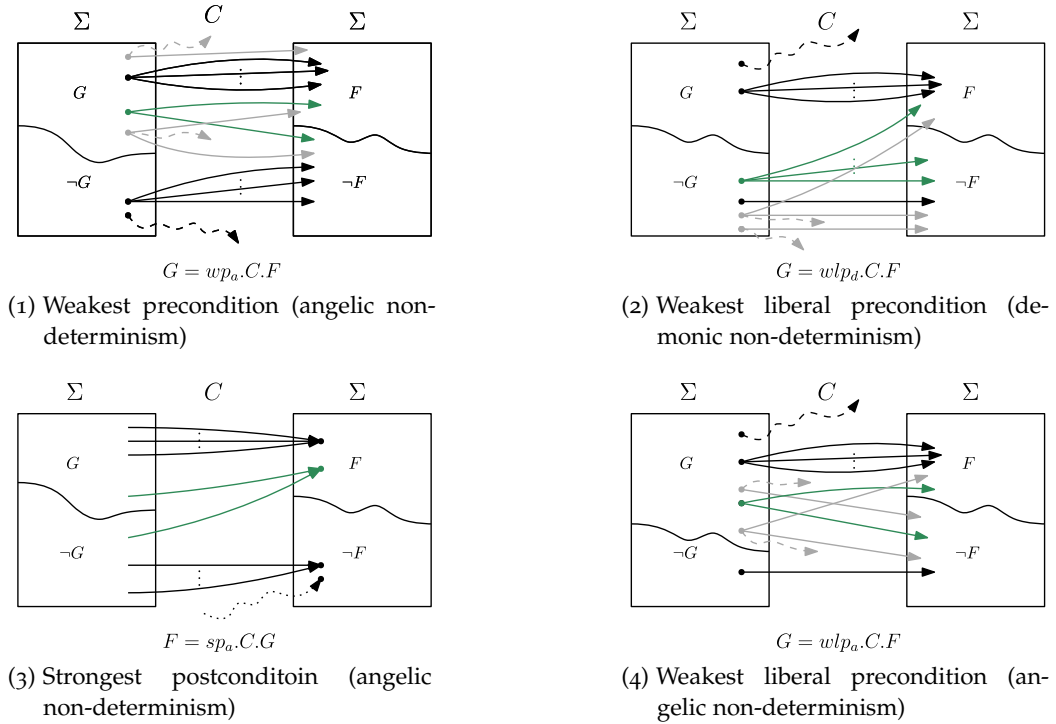 Σ C Σ
G F
¬G ¬F
G = wp_a.C.F
(1) Weakest precondition (angelic non-
determinism)
Σ C Σ
G F
¬G ¬F
G = wlp_d.C.F
(2) Weakest liberal precondition (de-
monic non-determinism)
Σ C Σ
G F
¬G ¬F
F = sp_a.C.G
(3) Strongest postconditoin (angelic
non-determinism)
Σ C Σ
G F
¬G ¬F
G = wlp_a.C.F
(4) Weakest liberal precondition (an-
gelic non-determinism)